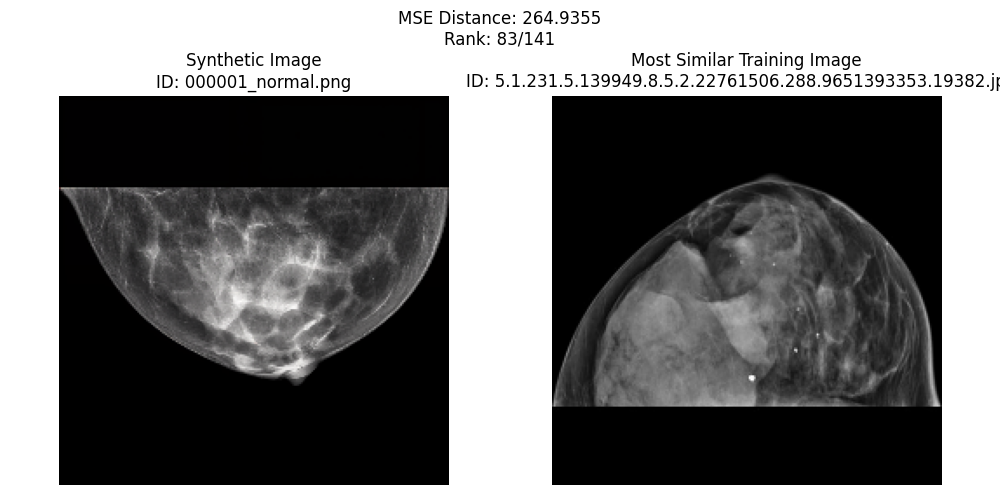 MSE Distance: 264.9355
Rank: 83/141
Synthetic Image
ID: 000001_normal.png
Most Similar Training Image
ID: 5.1.231.5.139949.8.5.2.22761506.288.9651393353.19382.jp